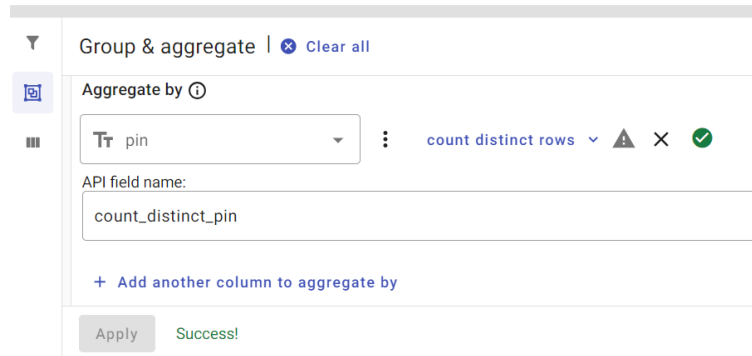 Group & aggregate | Clear all
Aggregate by
Tт pin count distinct rows
API field name:
count_distinct_pin
+ Add another column to aggregate by
Apply Success!